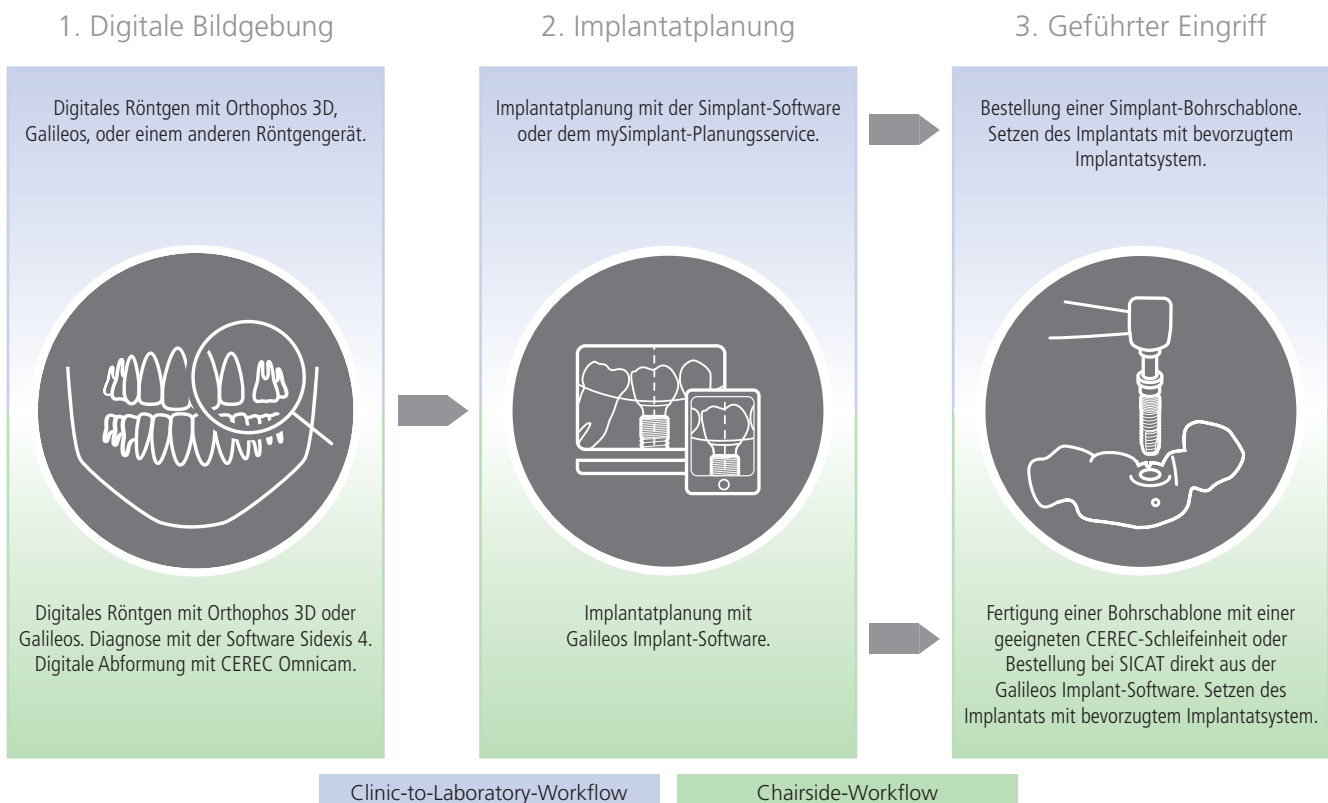 1. Digitale Bildgebung
2. Implantatplanung
3. Geführter Eingriff
Digitales Röntgen mit Orthophos 3D,
Galileos, oder einem anderen Röntgengerät.
Implantatplanung mit der Simplant-Software
oder dem mySimplant-Planungsservice.
Bestellung einer Simplant-Bohrschablone.
Setzen des Implantats mit bevorzugtem
Implantatsystem.
Digitales Röntgen mit Orthophos 3D oder
Galileos. Diagnose mit der Software Sidexis 4.
Digitale Abformung mit CEREC Omnicam.
Implantatplanung mit
Galileos Implant-Software.
Fertigung einer Bohrschablone mit einer
geeigneten CEREC-Schleifeinheit oder
Bestellung bei SICAT direkt aus der
Galileos Implant-Software. Setzen des
Implantats mit bevorzugtem Implantatsystem.
Clinic-to-Laboratory-Workflow
Chairside-Workflow